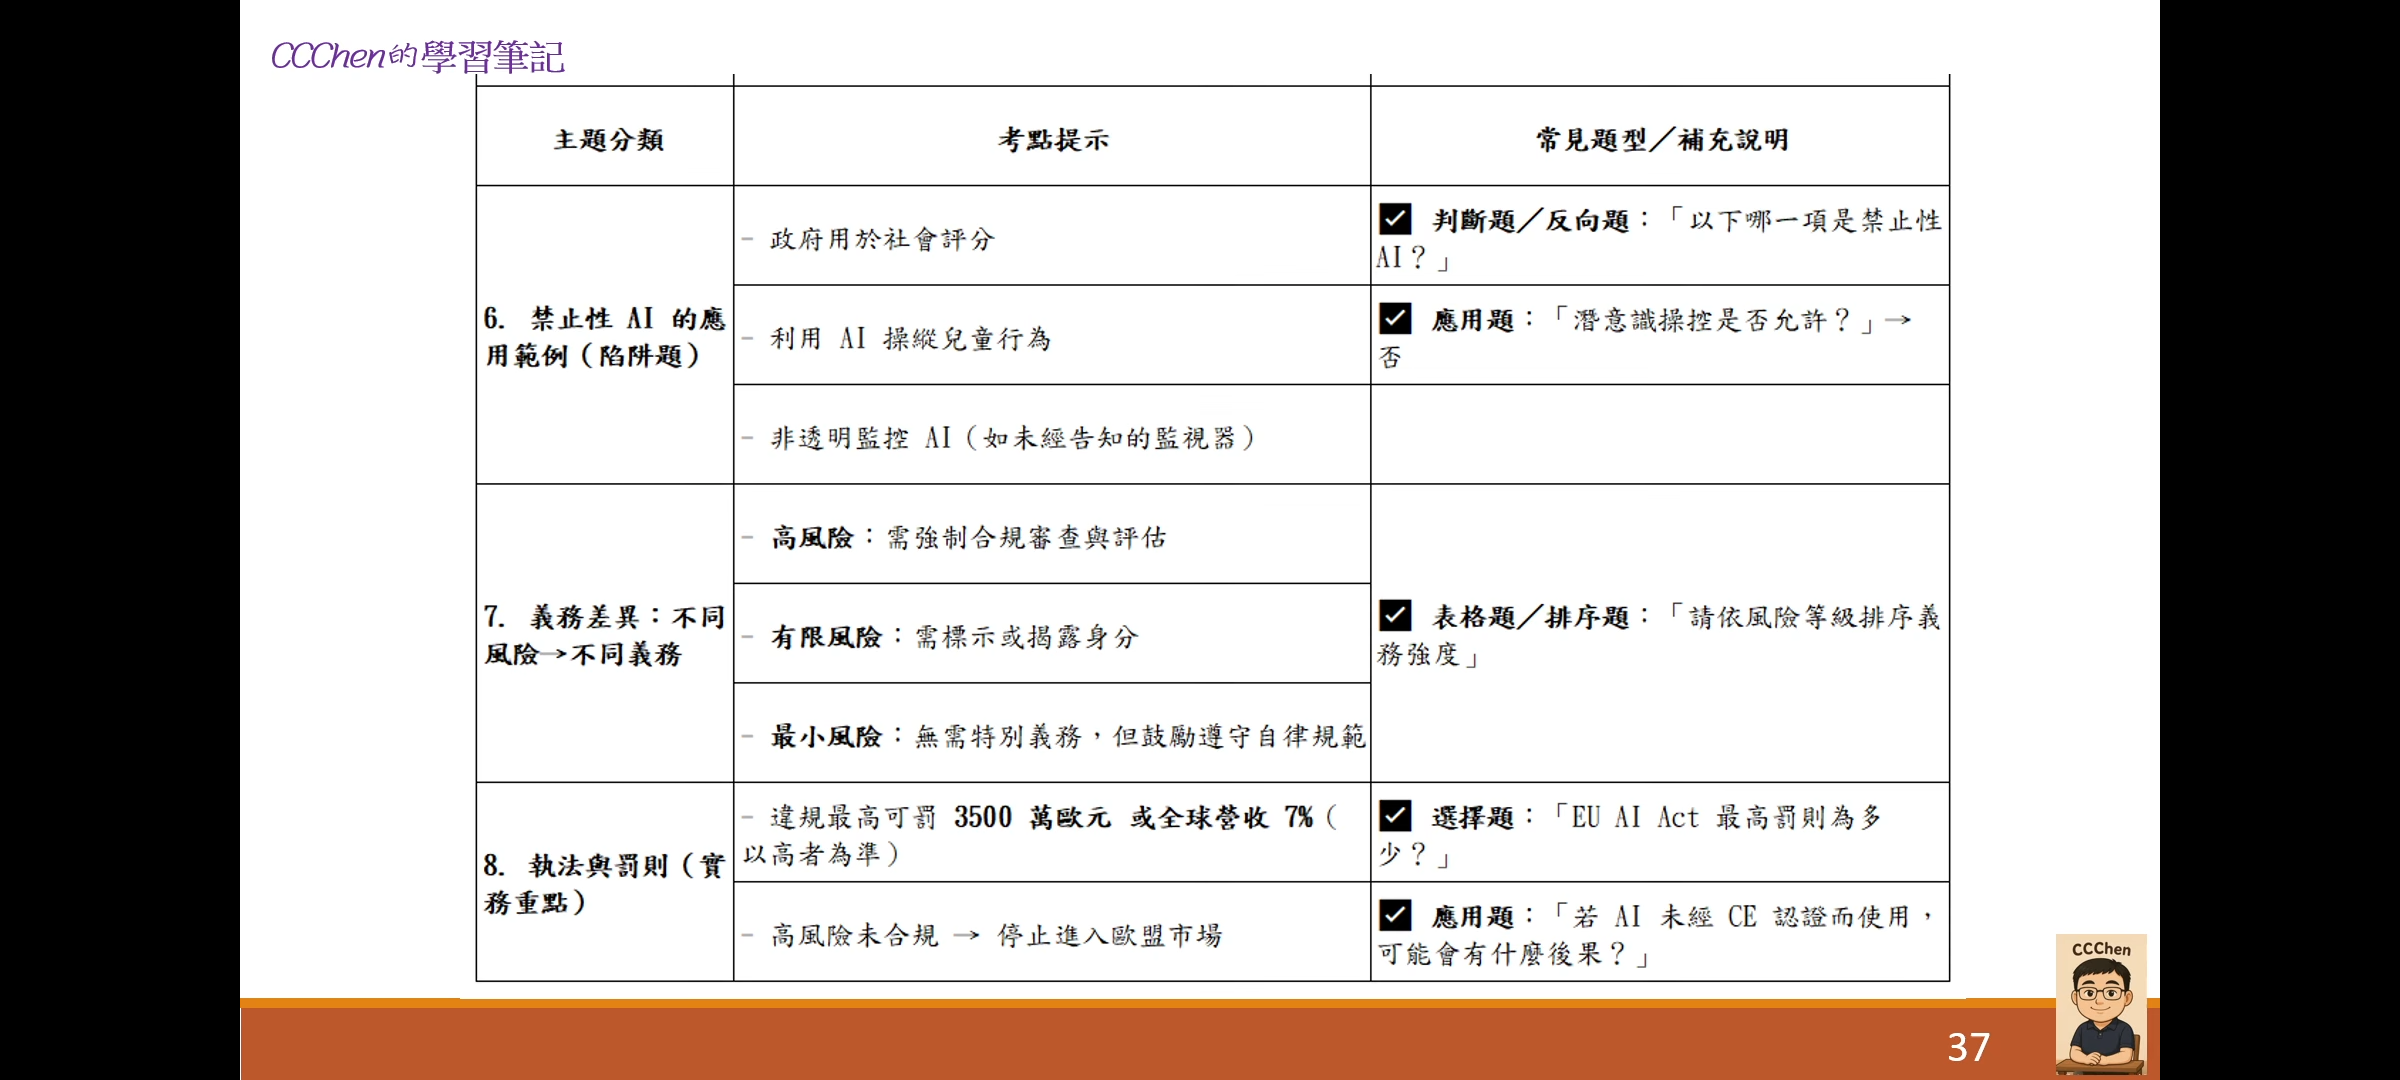 CCChen的學習筆記
主題分類
考點提示
常見題型／補充說明
6. 禁止性 AI 的應
用範例（陷阱題）
- 政府用於社會評分
☑ 判斷題／反向題：「以下哪一項是禁止性
AI？」
- 利用 AI 操縱兒童行為
☑ 應用題：「潛意識操控是否允許？」→
否
- 非透明監控 AI（如未經告知的監視器）
7. 義務差異：不同
風險→不同義務
- 高風險：需強制合規審查與評估
- 有限風險：需標示或揭露身分
- 最小風險：無需特別義務，但鼓勵遵守自律規範
☑ 表格題／排序題：「請依風險等級排序義
務強度」
8. 執法與罰則（實
務重點）
- 違規最高可罰 3500 萬歐元 或全球營收 7%（
以高者為準）
☑ 選擇題：「EU AI Act 最高罰則為多
少？」
- 高風險未合規 → 停止進入歐盟市場
☑ 應用題：「若 AI 未經 CE 認證而使用，
可能會有什麼後果？」
CCChen
37